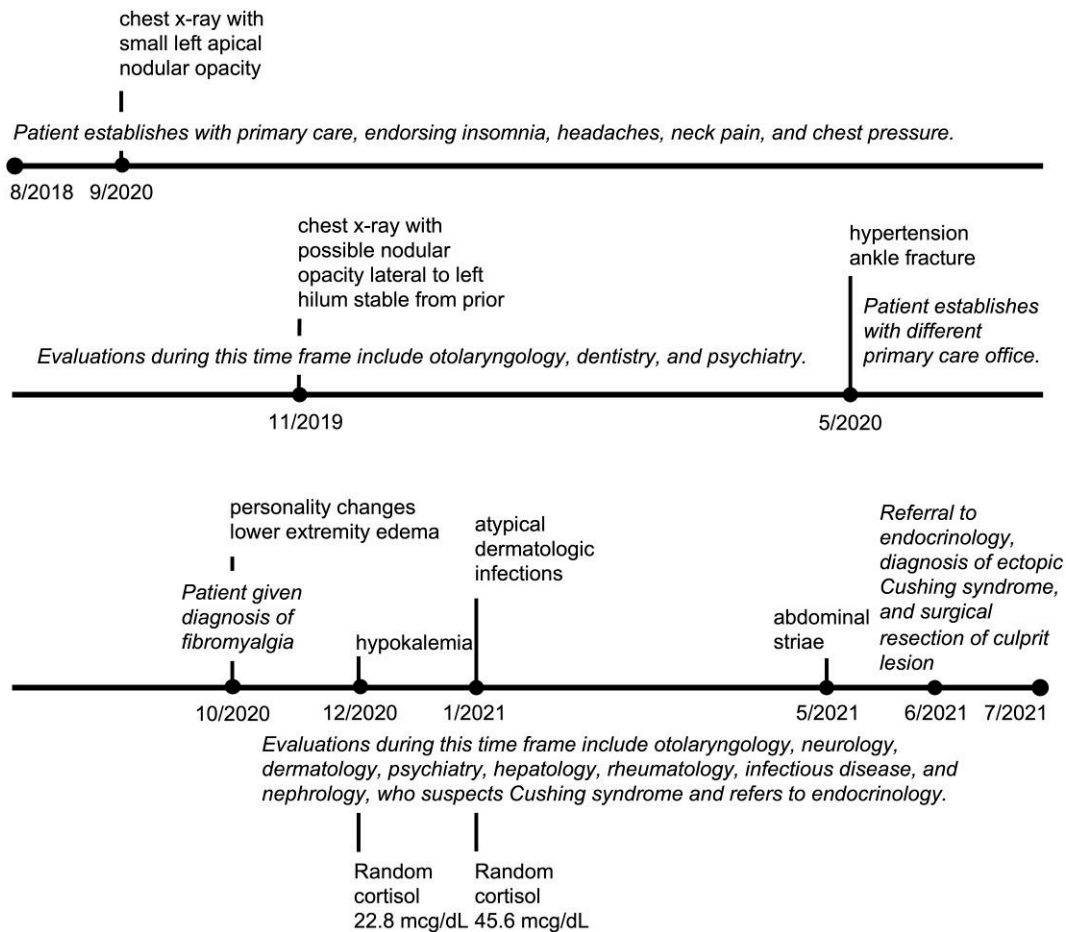 chest x-ray with
small left apical
nodular opacity
Patient establishes with primary care, endorsing insomnia, headaches, neck pain, and chest pressure.
8/2018 9/2020
chest x-ray with
possible nodular
opacity lateral to left
hilum stable from prior
hypertension
ankle fracture
Patient establishes
with different
primary care office.
Evaluations during this time frame include otolaryngology, dentistry, and psychiatry.
11/2019
5/2020
personality changes
lower extremity edema
Patient given
diagnosis of
fibromyalgia
hypokalemia
atypical
dermatologic
infections
abdominal
striae
Referral to
endocrinology,
diagnosis of ectopic
Cushing syndrome,
and surgical
resection of culprit
lesion
10/2020 12/2020 1/2021 5/2021 6/2021 7/2021
Evaluations during this time frame include otolaryngology, neurology,
dermatology, psychiatry, hepatology, rheumatology, infectious disease, and
nephrology, who suspects Cushing syndrome and refers to endocrinology.
Random
cortisol
22.8 mcg/dL
Random
cortisol
45.6 mcg/dL